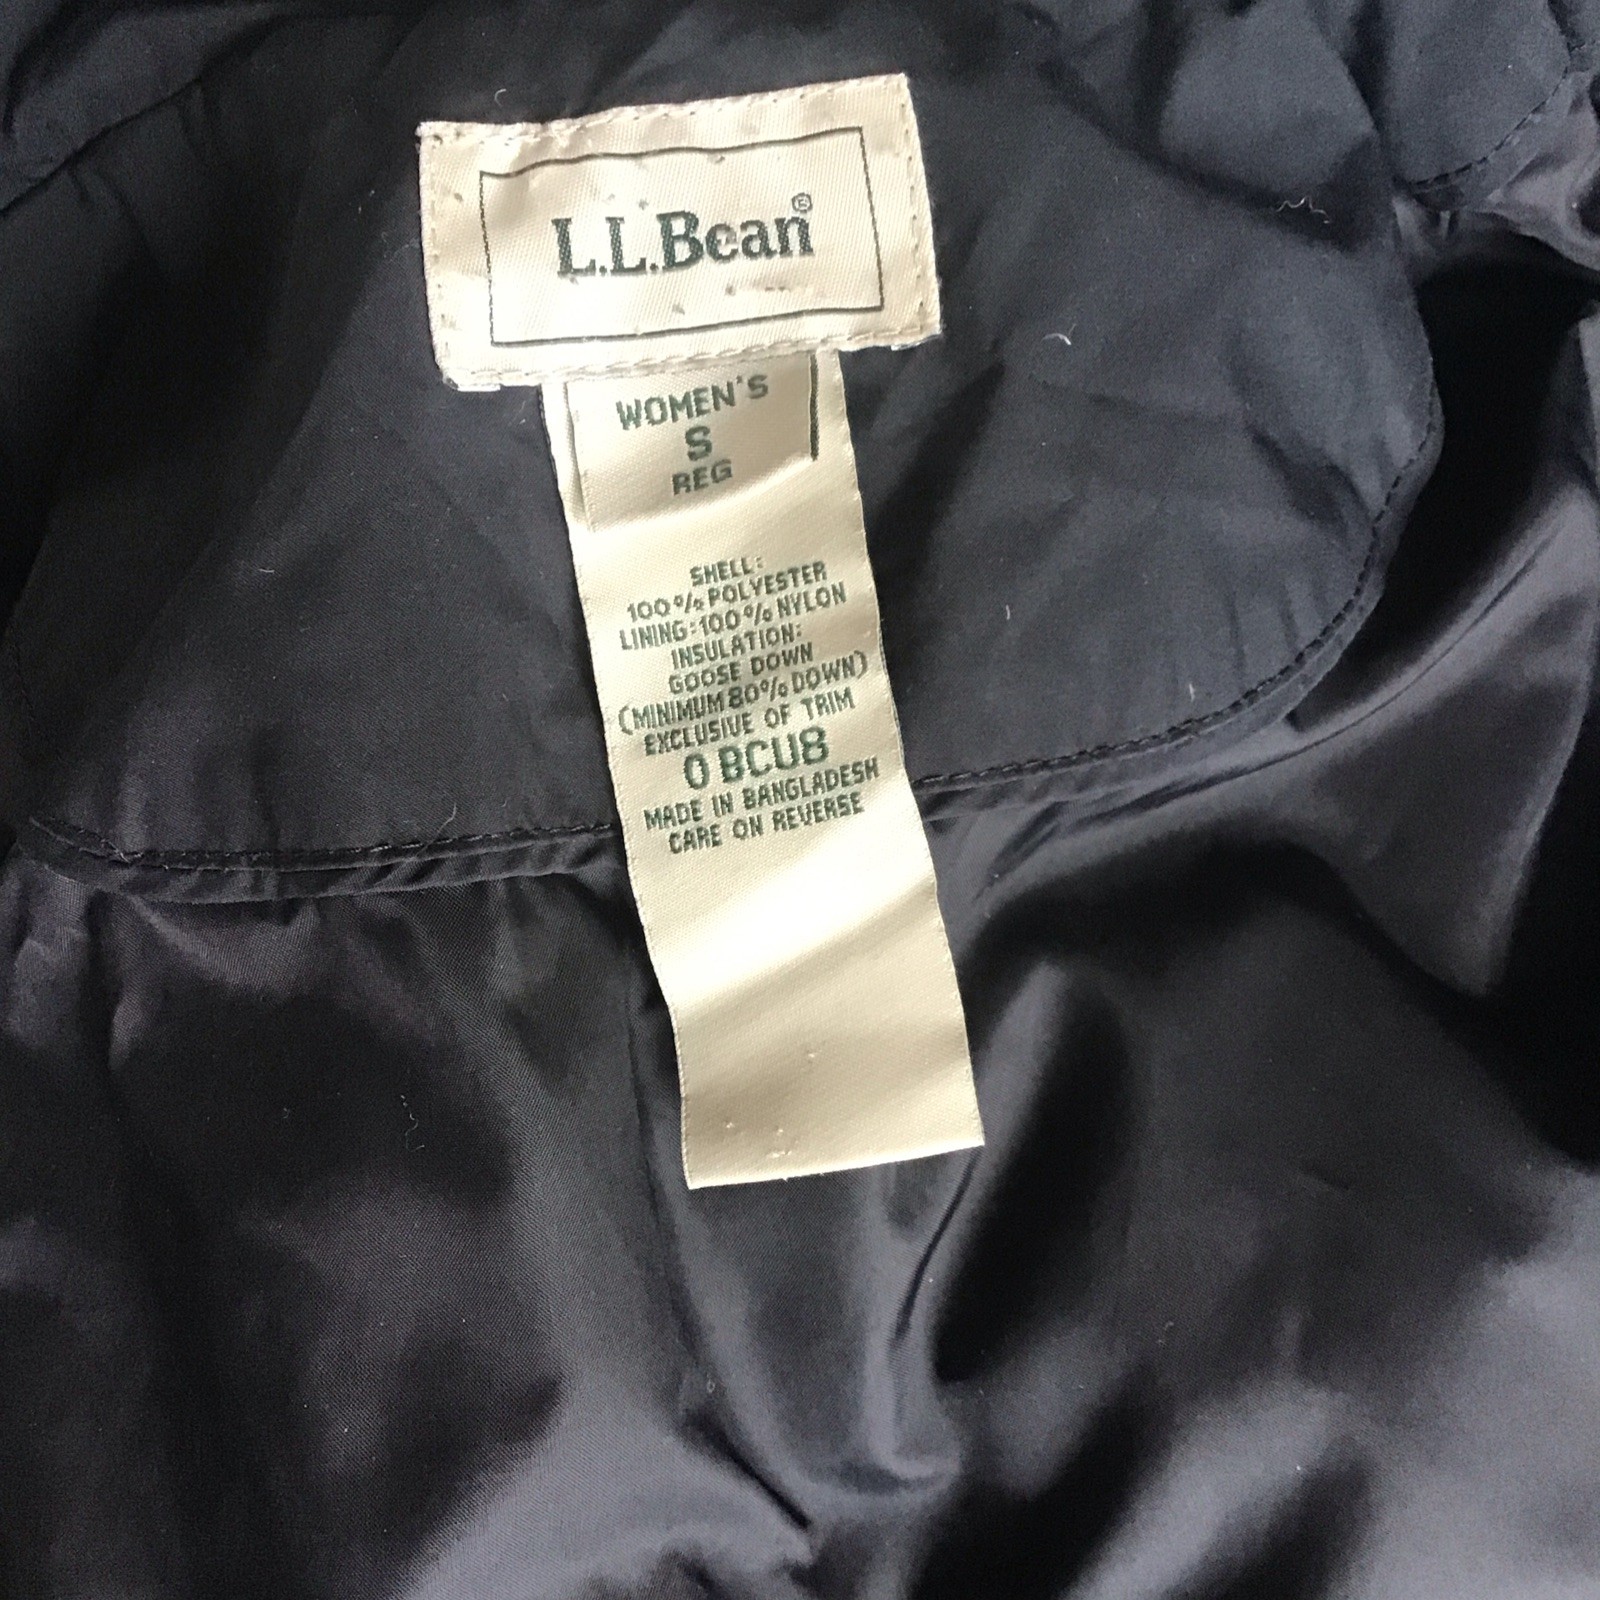 L.L.Bean®
WOMEN'S
S
REG
SHELL:
100% POLYESTER
LINING:100% NYLON
INSULATION:
GOOSE DOWN
(MINIMUM 80% DOWN)
EXCLUSIVE OF TRIM
0 BCU8
MADE IN BANGLADESH
CARE ON REVERSE